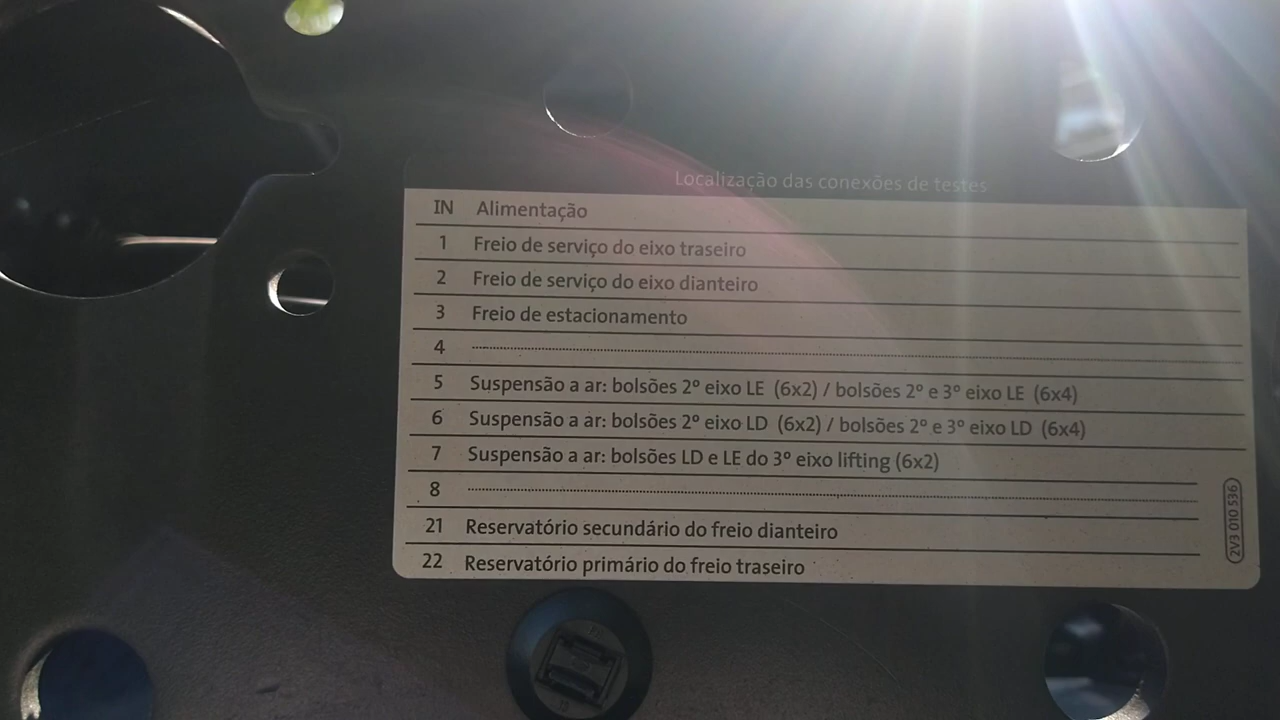 Localização das conexões de testes
IN Alimentação
1 Freio de serviço do eixo traseiro
2 Freio de serviço do eixo dianteiro
3 Freio de estacionamento
4
5 Suspensão a ar: bolsões 2º eixo LE (6x2) / bolsões 2º e 3º eixo LE (6x4)
6 Suspensão a ar: bolsões 2º eixo LD (6x2) / bolsões 2º e 3º eixo LD (6x4)
7 Suspensão a ar: bolsões LD e LE do 3º eixo lifting (6x2)
8
21 Reservatório secundário do freio dianteiro
22 Reservatório primário do freio traseiro
2V3 010 536